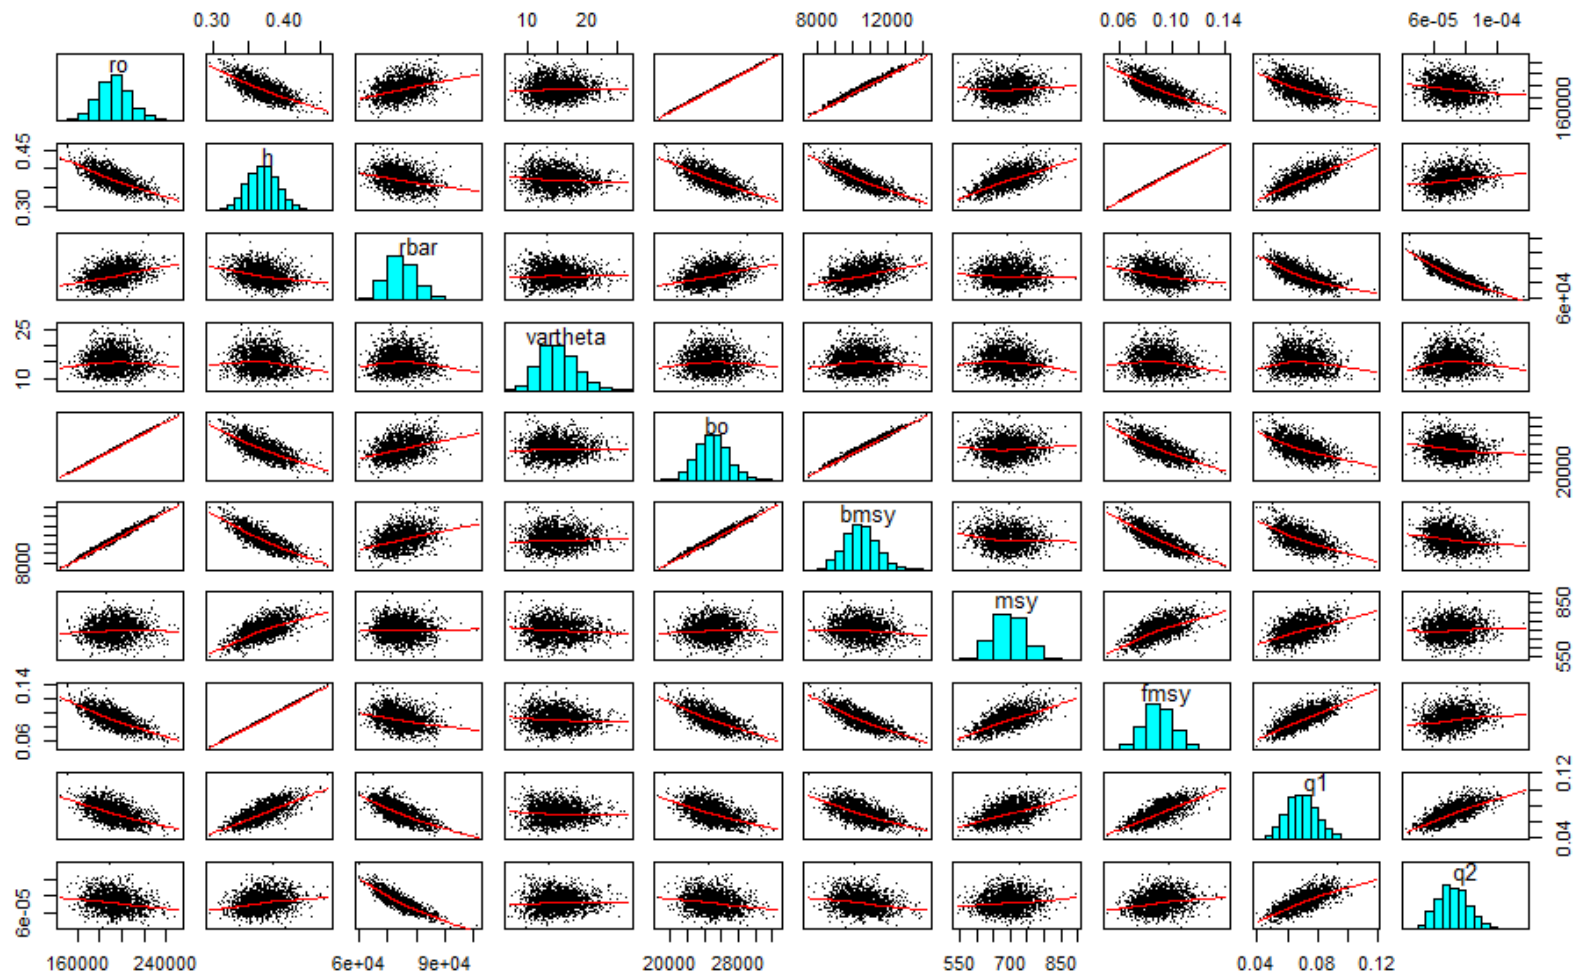 0.30 0.40 10 20 8000 12000 0.06 0.10 0.14 6e-05 1e-04
ro 160000
0.45 0.30 h
rbar 6e+04
25 10 vartheta
bo 20000
8000 bmsy
msy 850 550
0.14 0.06 fmsy
q1 0.12 0.04
6e-05 q2
160000 240000 6e+04 9e+04 20000 28000 550 700 850 0.04 0.08 0.12